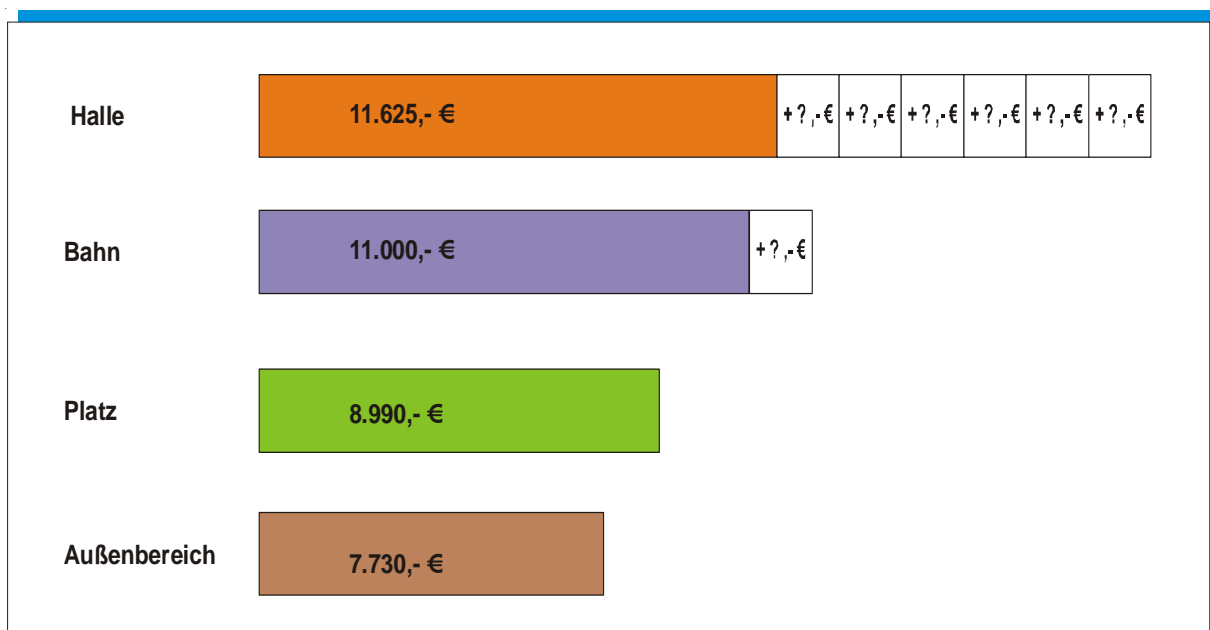 Halle 11.625,- € +?,-€ +?,-€ +?,-€ +?,-€ +?,-€ +?,-€
Bahn 11.000,- € +?,-€
Platz 8.990,- €
Außenbereich 7.730,- €